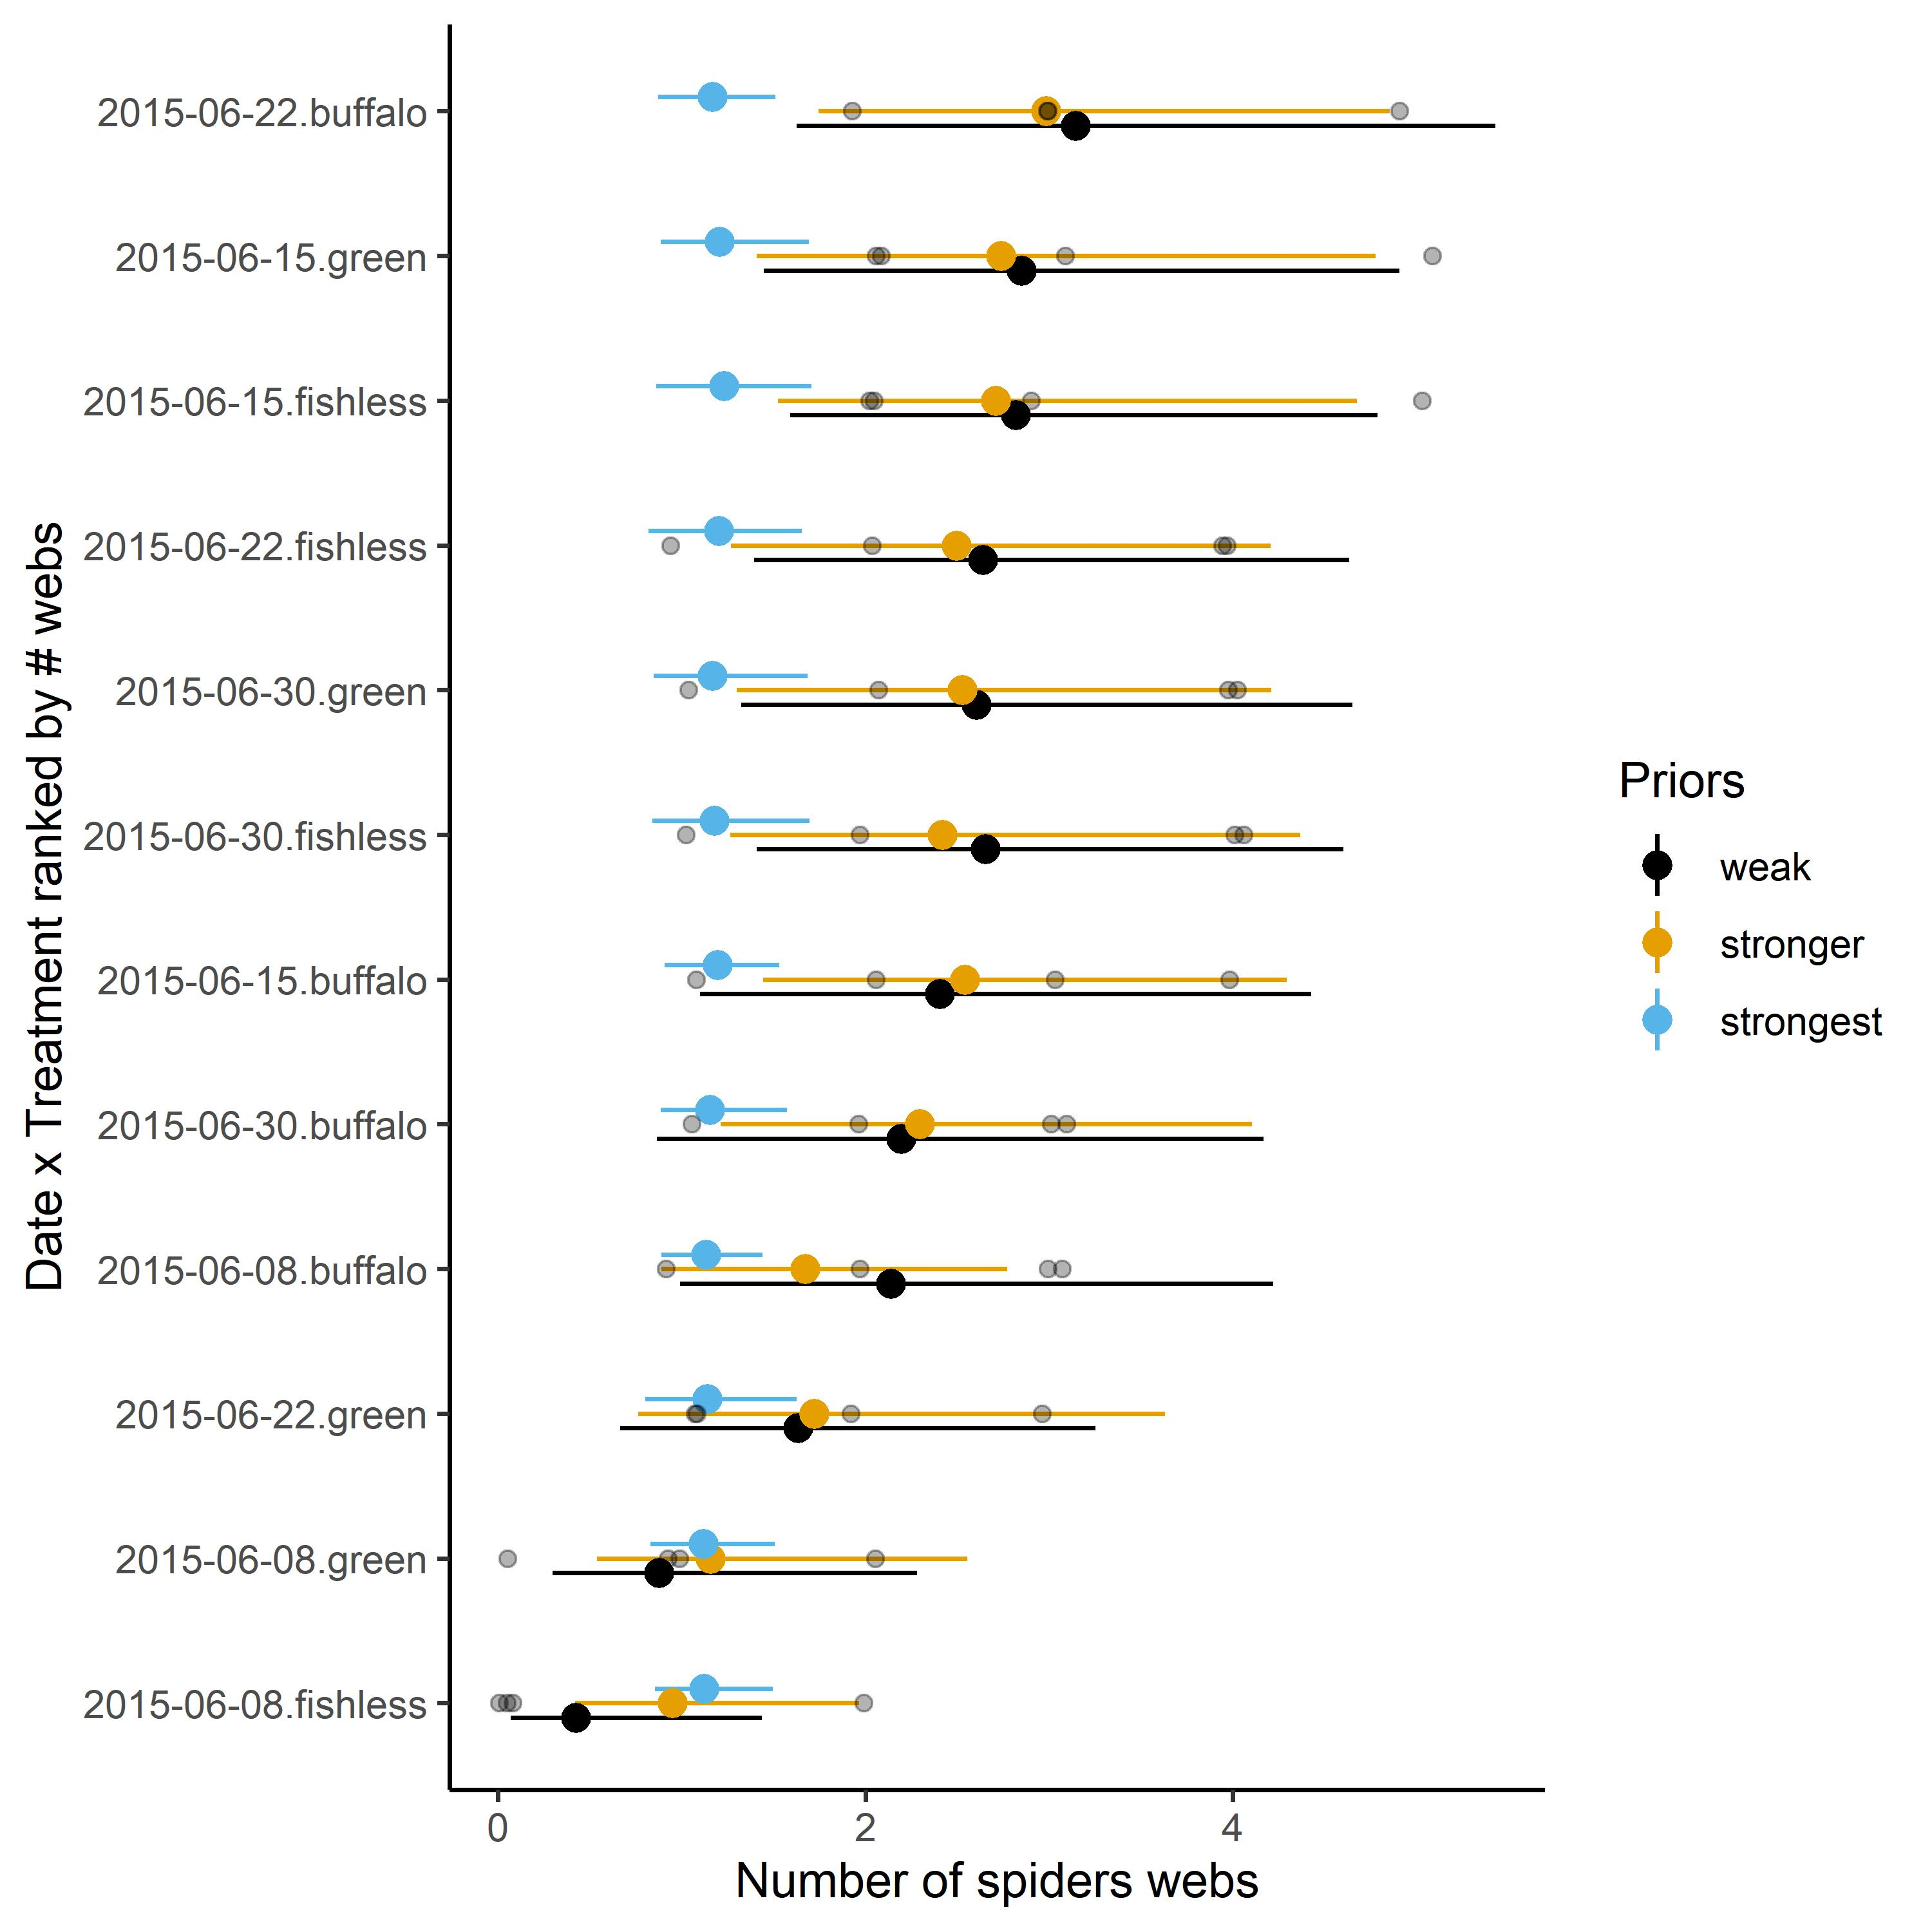 Date x Treatment ranked by # webs
2015-06-22.buffalo
2015-06-15.green
2015-06-15.fishless
2015-06-22.fishless
2015-06-30.green
2015-06-30.fishless
2015-06-15.buffalo
2015-06-30.buffalo
2015-06-08.buffalo
2015-06-22.green
2015-06-08.green
2015-06-08.fishless
0 2 4
Number of spiders webs
Priors
weak
stronger
strongest